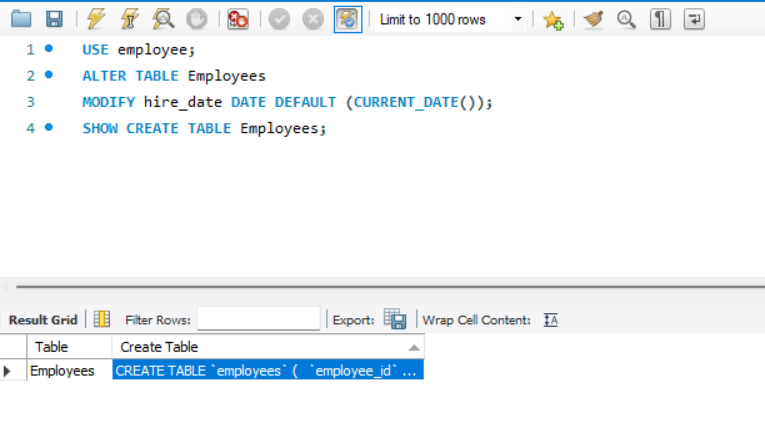 Limit to 1000 rows
1 USE employee;
2 ALTER TABLE Employees
3 MODIFY hire_date DATE DEFAULT (CURRENT_DATE());
4 SHOW CREATE TABLE Employees;
Result Grid Filter Rows: Export: Wrap Cell Content: IA
Table Create Table
Employees CREATE TABLE `employees` ( `employee_id` ...